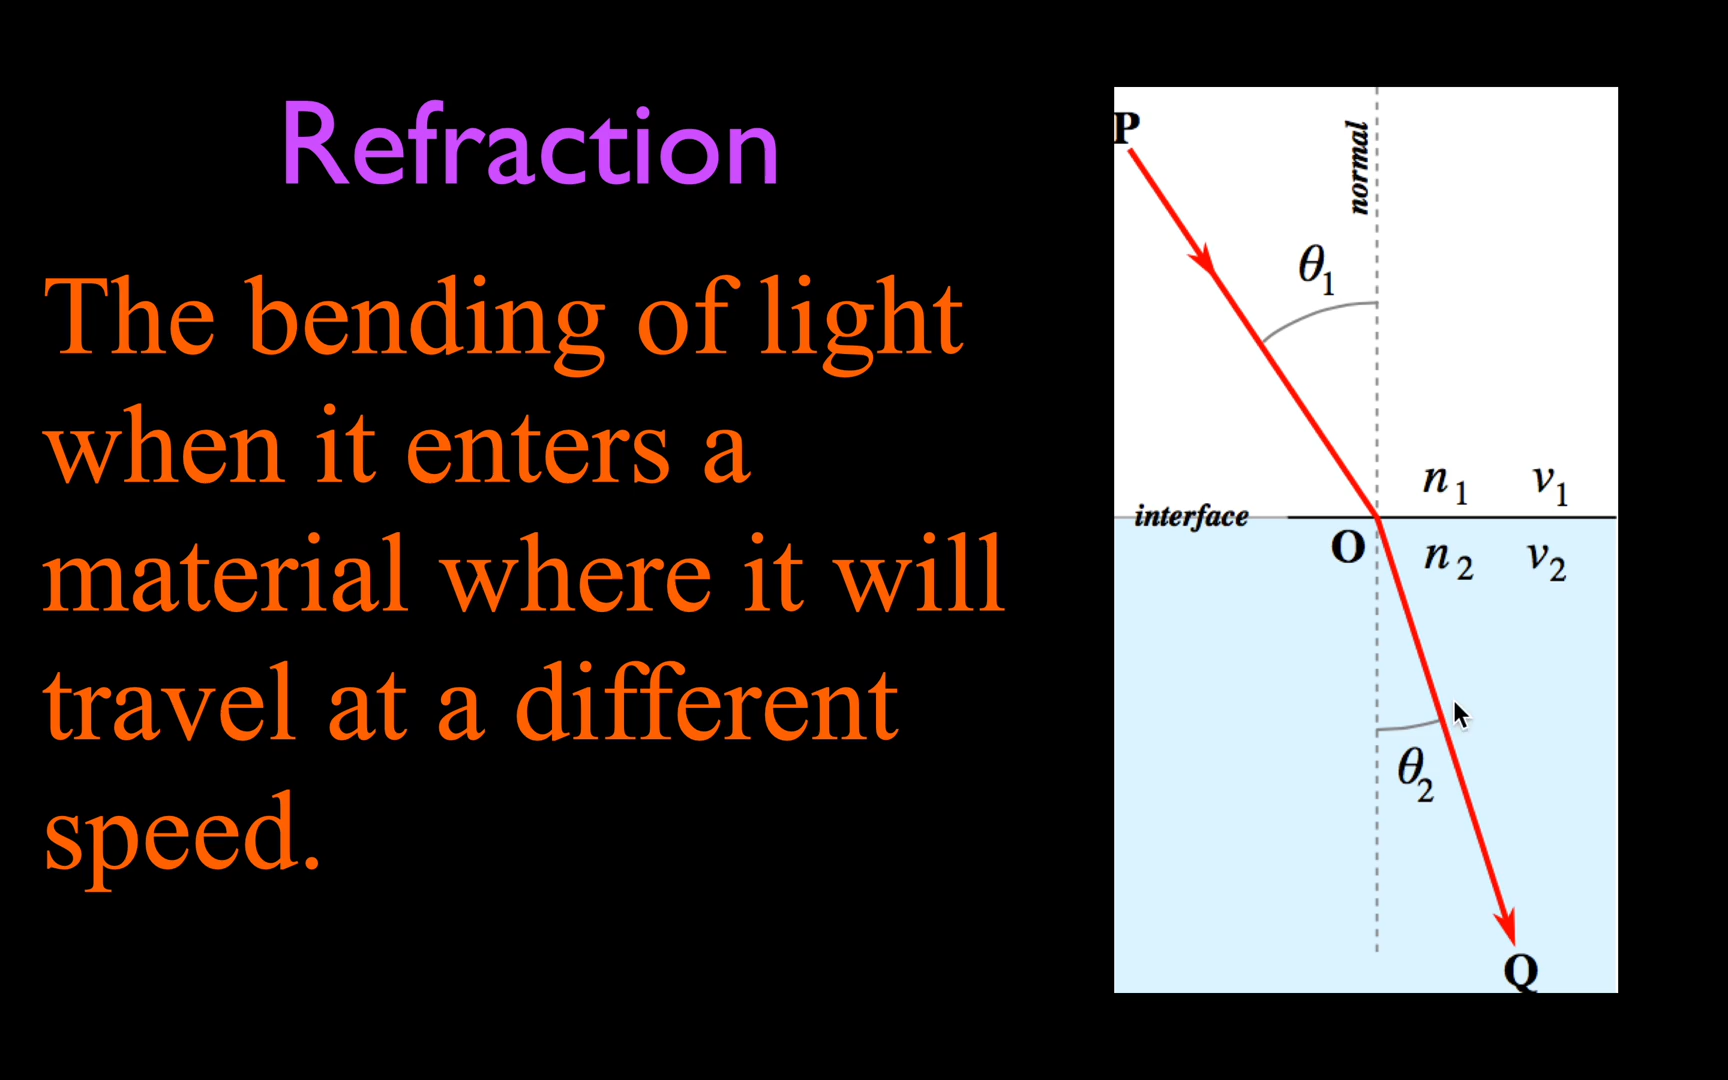 Refraction
The bending of light
when it enters a
material where it will
travel at a different
speed.
P
normal
θ₁
n₁ v₁
interface
O
n₂ v₂
θ₂
Q